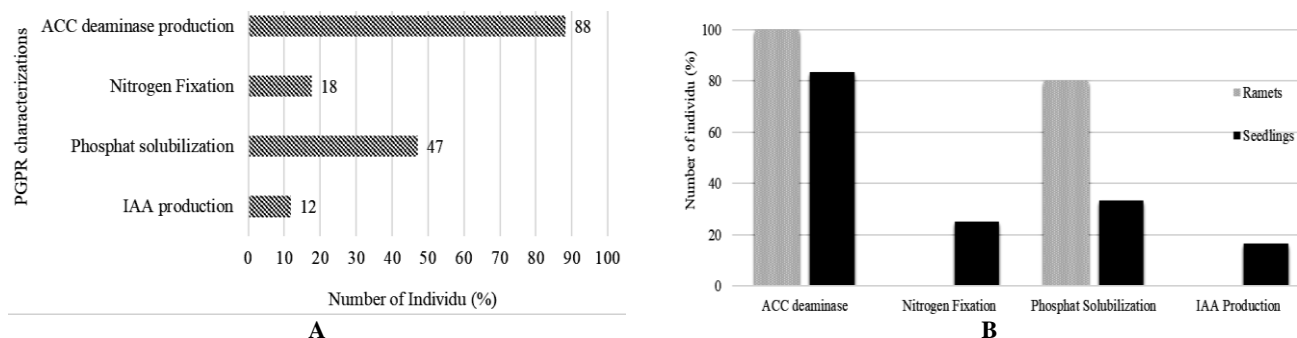 PGPR characterizations
ACC deaminase production
88
Nitrogen Fixation
18
Phosphat solubilization
47
IAA production
12
0 10 20 30 40 50 60 70 80 90 100
Number of Individu (%)
A
Number of individu (%)
100
80
60
40
20
0
Ramets
Seedlings
ACC deaminase Nitrogen Fixation Phosphat Solubilization IAA Production
B